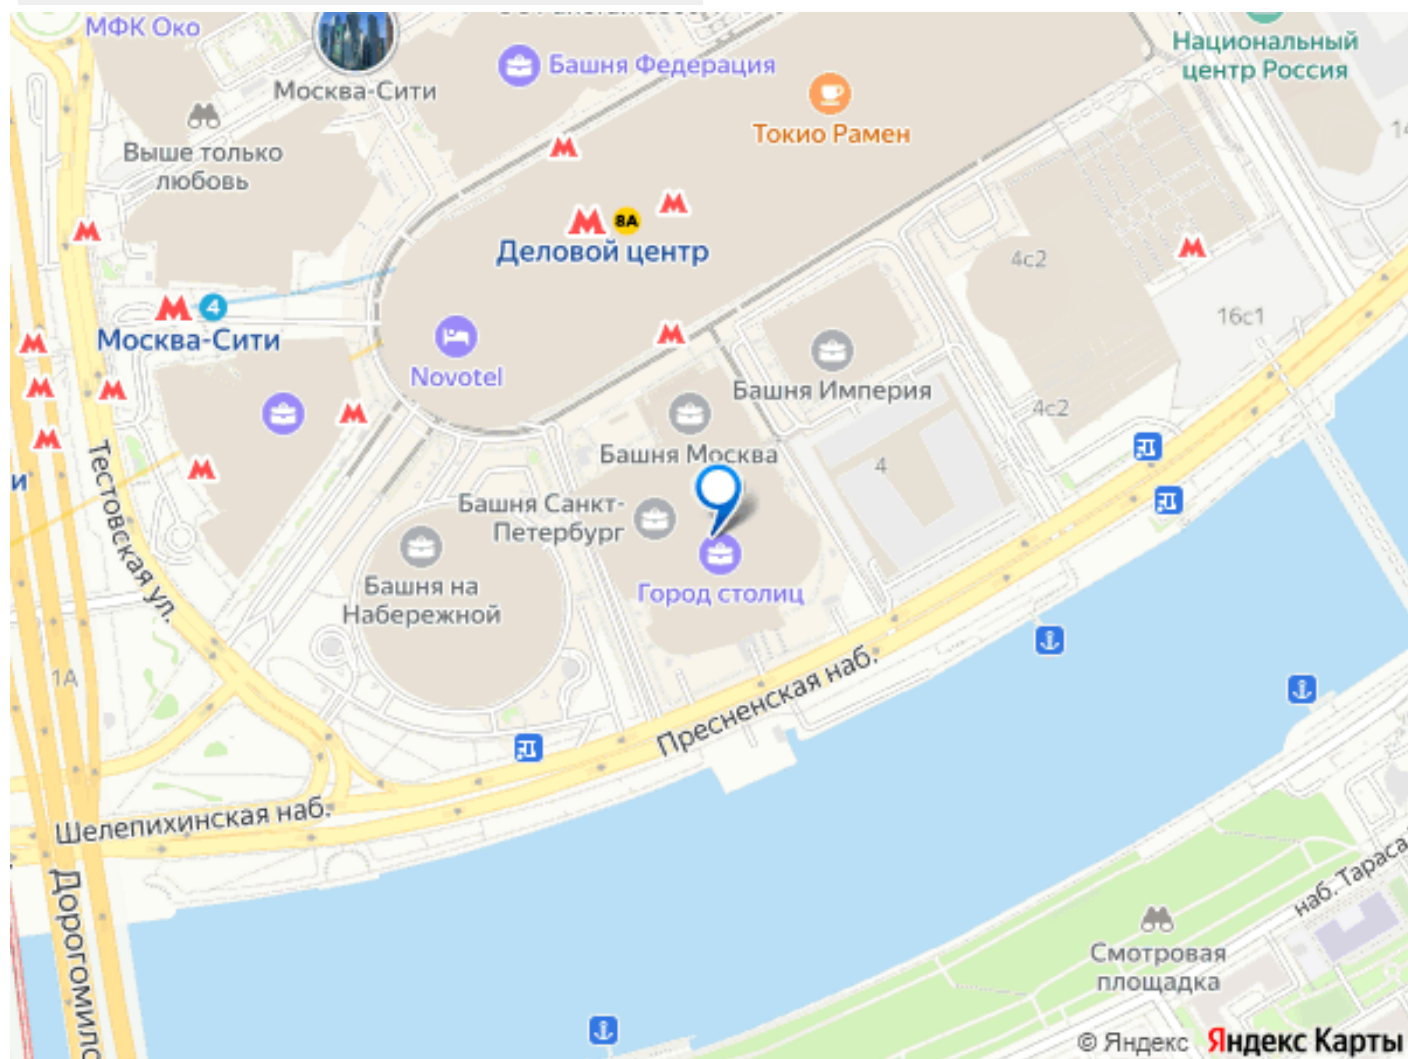 МФК Око
Москва-Сити
Башня Федерация
Национальный
центр Россия
Токио Рамен
Выше только
любовь
8А
Деловой центр
4с2
4
Москва-Сити
16с1
Novotel
Башня Империя
4с2
Башня Москва
4
и
Тестовская ул.
Башня Санкт-
Петербург
Башня на
Набережной
Город столиц
1А
Пресненская наб.
Шелепихинская наб.
Дорогомило
наб. Тараса
Смотровая
площадка
© Яндекс Яндекс Карты